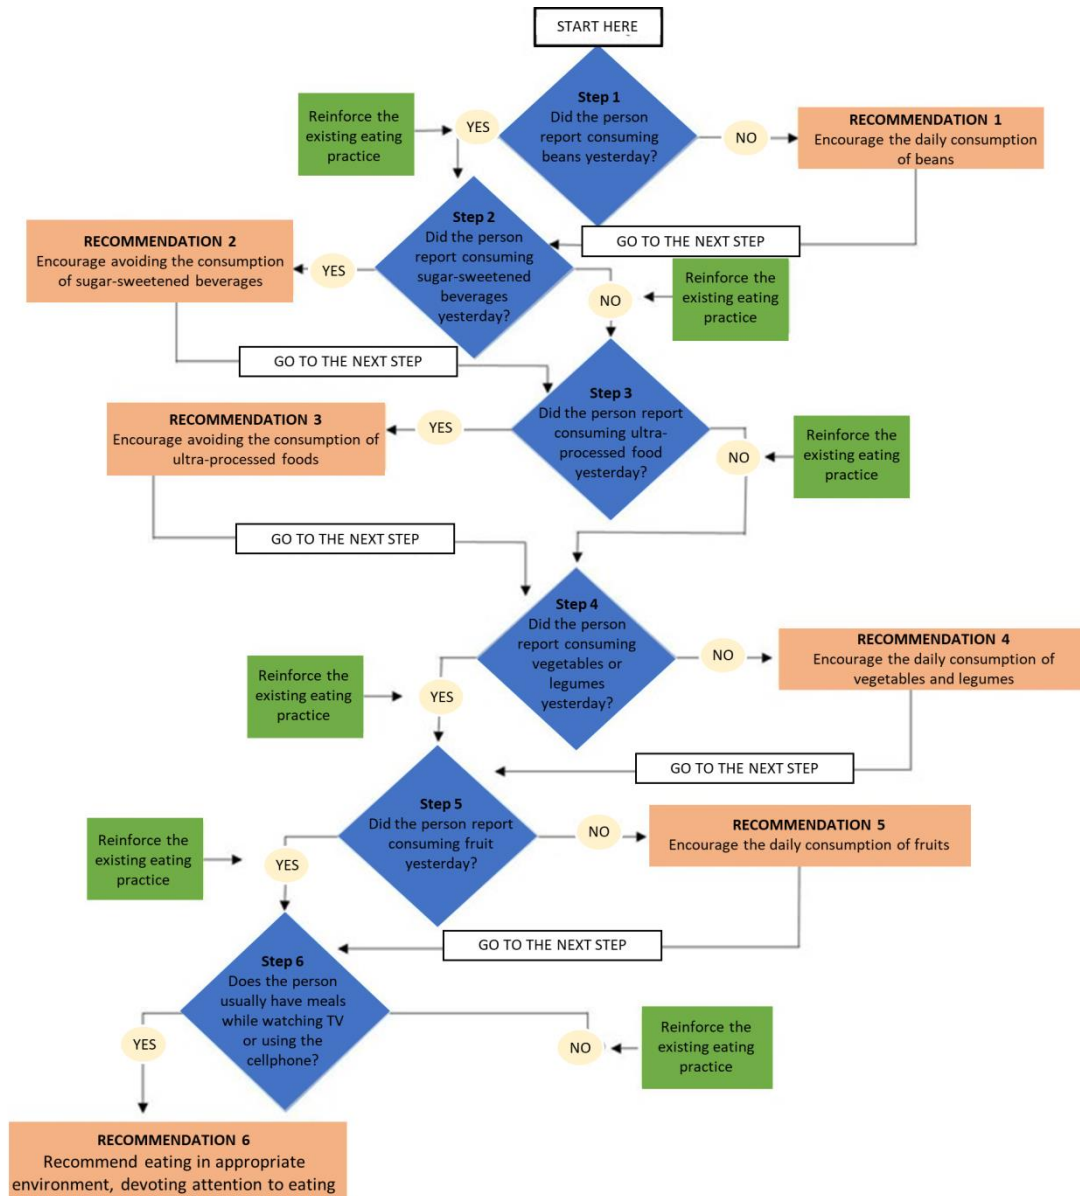 START HERE
Step 1
Did the person
report consuming
beans yesterday?
Reinforce the
existing eating
practice
YES
NO
RECOMMENDATION 1
Encourage the daily consumption
of beans
GO TO THE NEXT STEP
Step 2
Did the person
report consuming
sugar-sweetened
beverages
yesterday?
YES
RECOMMENDATION 2
Encourage avoiding the consumption
of sugar-sweetened beverages
NO
Reinforce the
existing eating
practice
GO TO THE NEXT STEP
Step 3
Did the person report
consuming ultra-
processed food
yesterday?
YES
RECOMMENDATION 3
Encourage avoiding the consumption of
ultra-processed foods
NO
Reinforce the
existing eating
practice
GO TO THE NEXT STEP
Step 4
Did the person
report consuming
vegetables or
legumes
yesterday?
Reinforce the
existing eating
practice
YES
NO
RECOMMENDATION 4
Encourage the daily consumption of
vegetables and legumes
GO TO THE NEXT STEP
Step 5
Did the person report
consuming fruit
yesterday?
Reinforce the
existing eating
practice
YES
NO
RECOMMENDATION 5
Encourage the daily consumption of fruits
GO TO THE NEXT STEP
Step 6
Does the person
usually have meals
while watching TV
or using the
cellphone?
YES
NO
Reinforce the
existing eating
practice
RECOMMENDATION 6
Recommend eating in appropriate
environment, devoting attention to eating